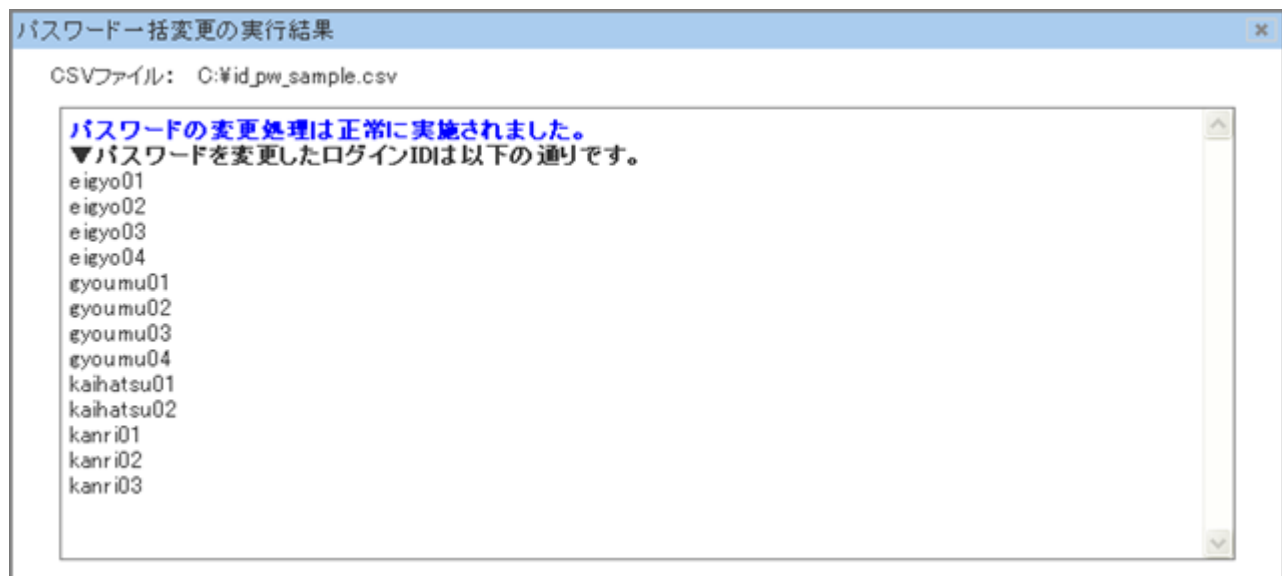 パスワード一括変更の実行結果
CSVファイル： C:¥id_pw_sample.csv
パスワードの変更処理は正常に実施されました。
▼パスワードを変更したログインIDは以下の通りです。
eigyo01
eigyo02
eigyo03
eigyo04
gyoumu01
gyoumu02
gyoumu03
gyoumu04
kaihatsu01
kaihatsu02
kanri01
kanri02
kanri03